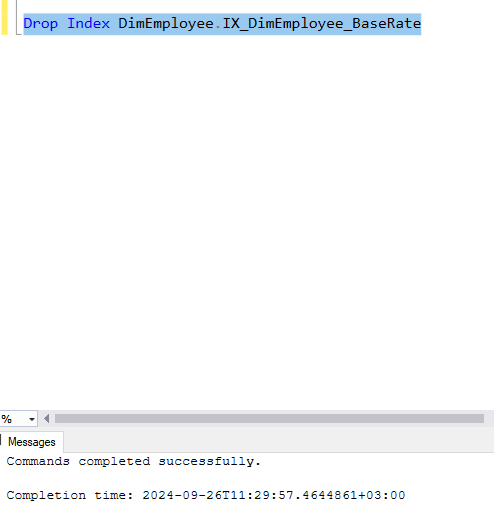 Drop Index DimEmployee.IX_DimEmployee_BaseRate
%
Messages
Commands completed successfully.
Completion time: 2024-09-26T11:29:57.4644861+03:00